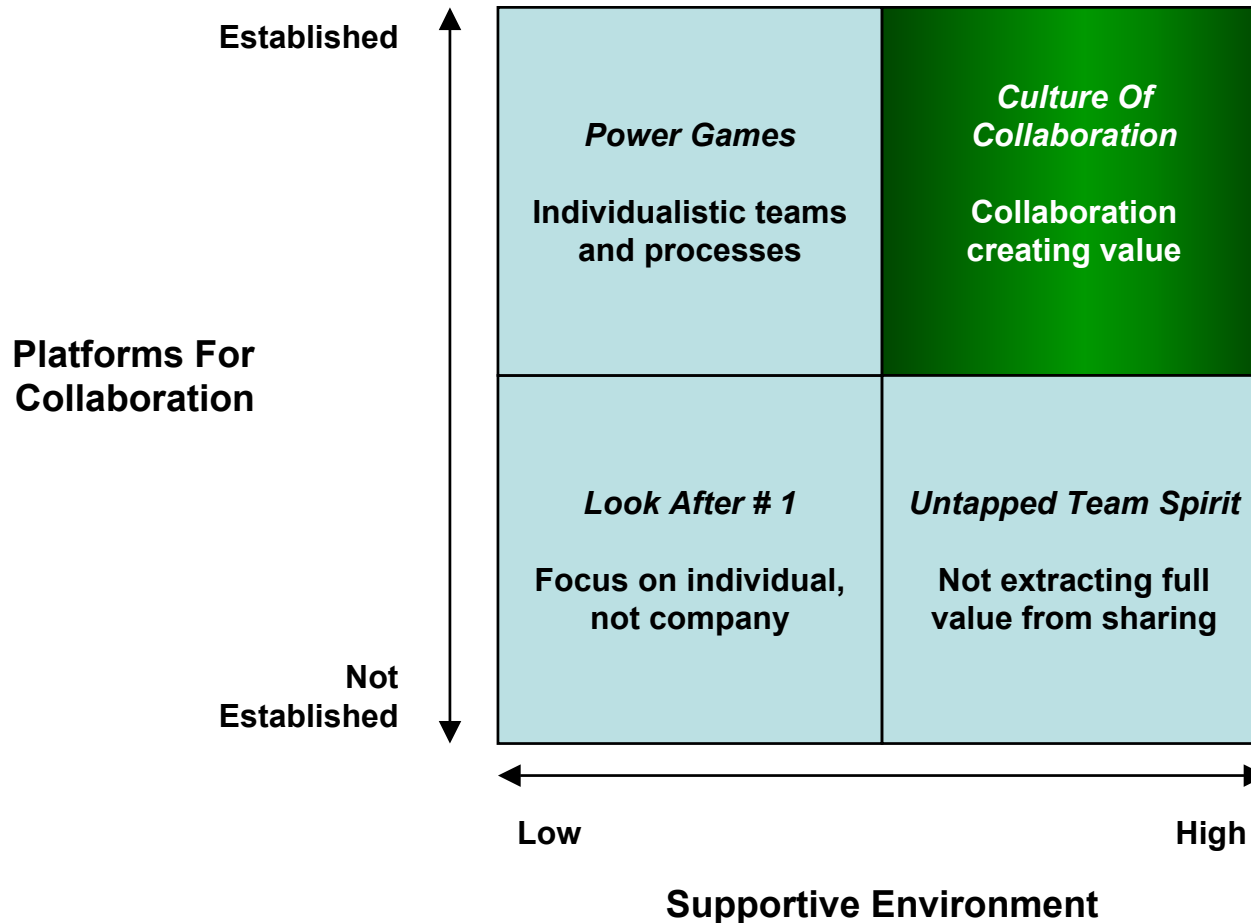 Established
Power Games
Individualistic teams
and processes
Culture Of
Collaboration
Collaboration
creating value
Platforms For
Collaboration
Look After # 1
Focus on individual,
not company
Untapped Team Spirit
Not extracting full
value from sharing
Not
Established
Low
High
Supportive Environment